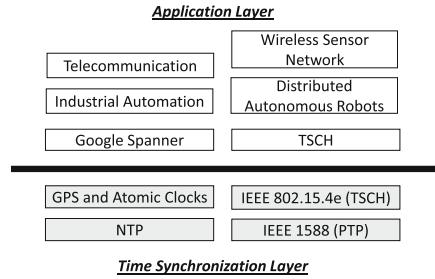 Application Layer
Telecommunication
Industrial Automation
Google Spanner
Wireless Sensor
Network
Distributed
Autonomous Robots
TSCH
GPS and Atomic Clocks
IEEE 802.15.4e (TSCH)
NTP
IEEE 1588 (PTP)
Time Synchronization Layer